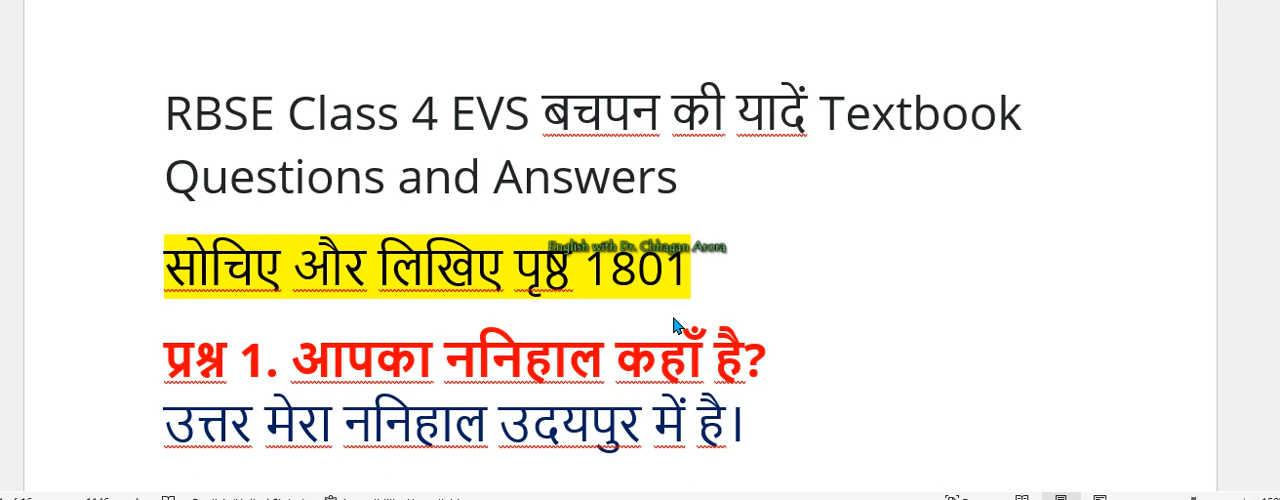 RBSE Class 4 EVS बचपन की यादें Textbook
Questions and Answers
English with Dr. Chhagan Arora
सोचिए और लिखिए पृष्ठ 1801
प्रश्न 1. आपका ननिहाल कहाँ है?
उत्तर मेरा ननिहाल उदयपुर में है।